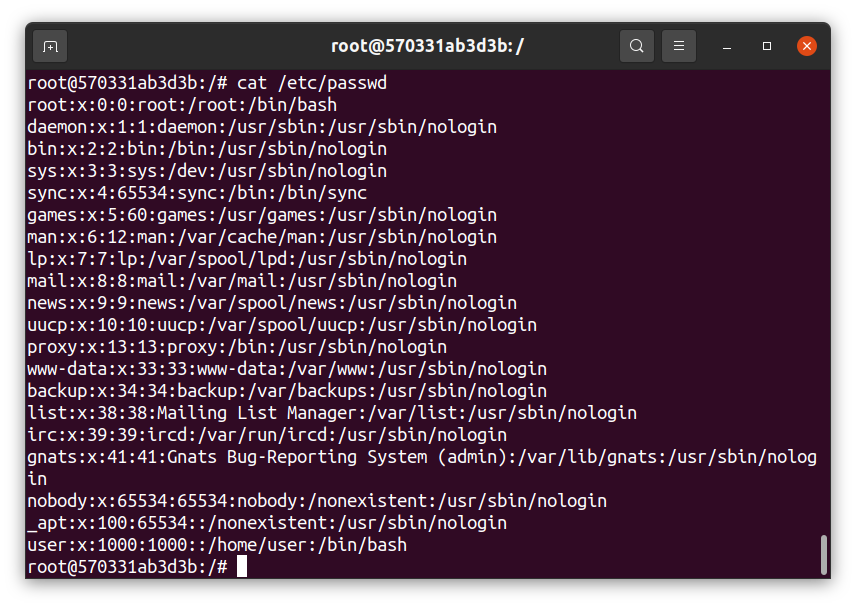 root@570331ab3d3b:/
root@570331ab3d3b:/# cat /etc/passwd
root:x:0:0:root:/root:/bin/bash
daemon:x:1:1:daemon:/usr/sbin:/usr/sbin/nologin
bin:x:2:2:bin:/bin:/usr/sbin/nologin
sys:x:3:3:sys:/dev:/usr/sbin/nologin
sync:x:4:65534:sync:/bin:/bin/sync
games:x:5:60:games:/usr/games:/usr/sbin/nologin
man:x:6:12:man:/var/cache/man:/usr/sbin/nologin
lp:x:7:7:lp:/var/spool/lpd:/usr/sbin/nologin
mail:x:8:8:mail:/var/mail:/usr/sbin/nologin
news:x:9:9:news:/var/spool/news:/usr/sbin/nologin
uucp:x:10:10:uucp:/var/spool/uucp:/usr/sbin/nologin
proxy:x:13:13:proxy:/bin:/usr/sbin/nologin
www-data:x:33:33:www-data:/var/www:/usr/sbin/nologin
backup:x:34:34:backup:/var/backups:/usr/sbin/nologin
list:x:38:38:Mailing List Manager:/var/list:/usr/sbin/nologin
irc:x:39:39:ircd:/var/run/ircd:/usr/sbin/nologin
gnats:x:41:41:Gnats Bug-Reporting System (admin):/var/lib/gnats:/usr/sbin/nolog
in
nobody:x:65534:65534:nobody:/nonexistent:/usr/sbin/nologin
_apt:x:100:65534::/nonexistent:/usr/sbin/nologin
user:x:1000:1000::/home/user:/bin/bash
root@570331ab3d3b:/#